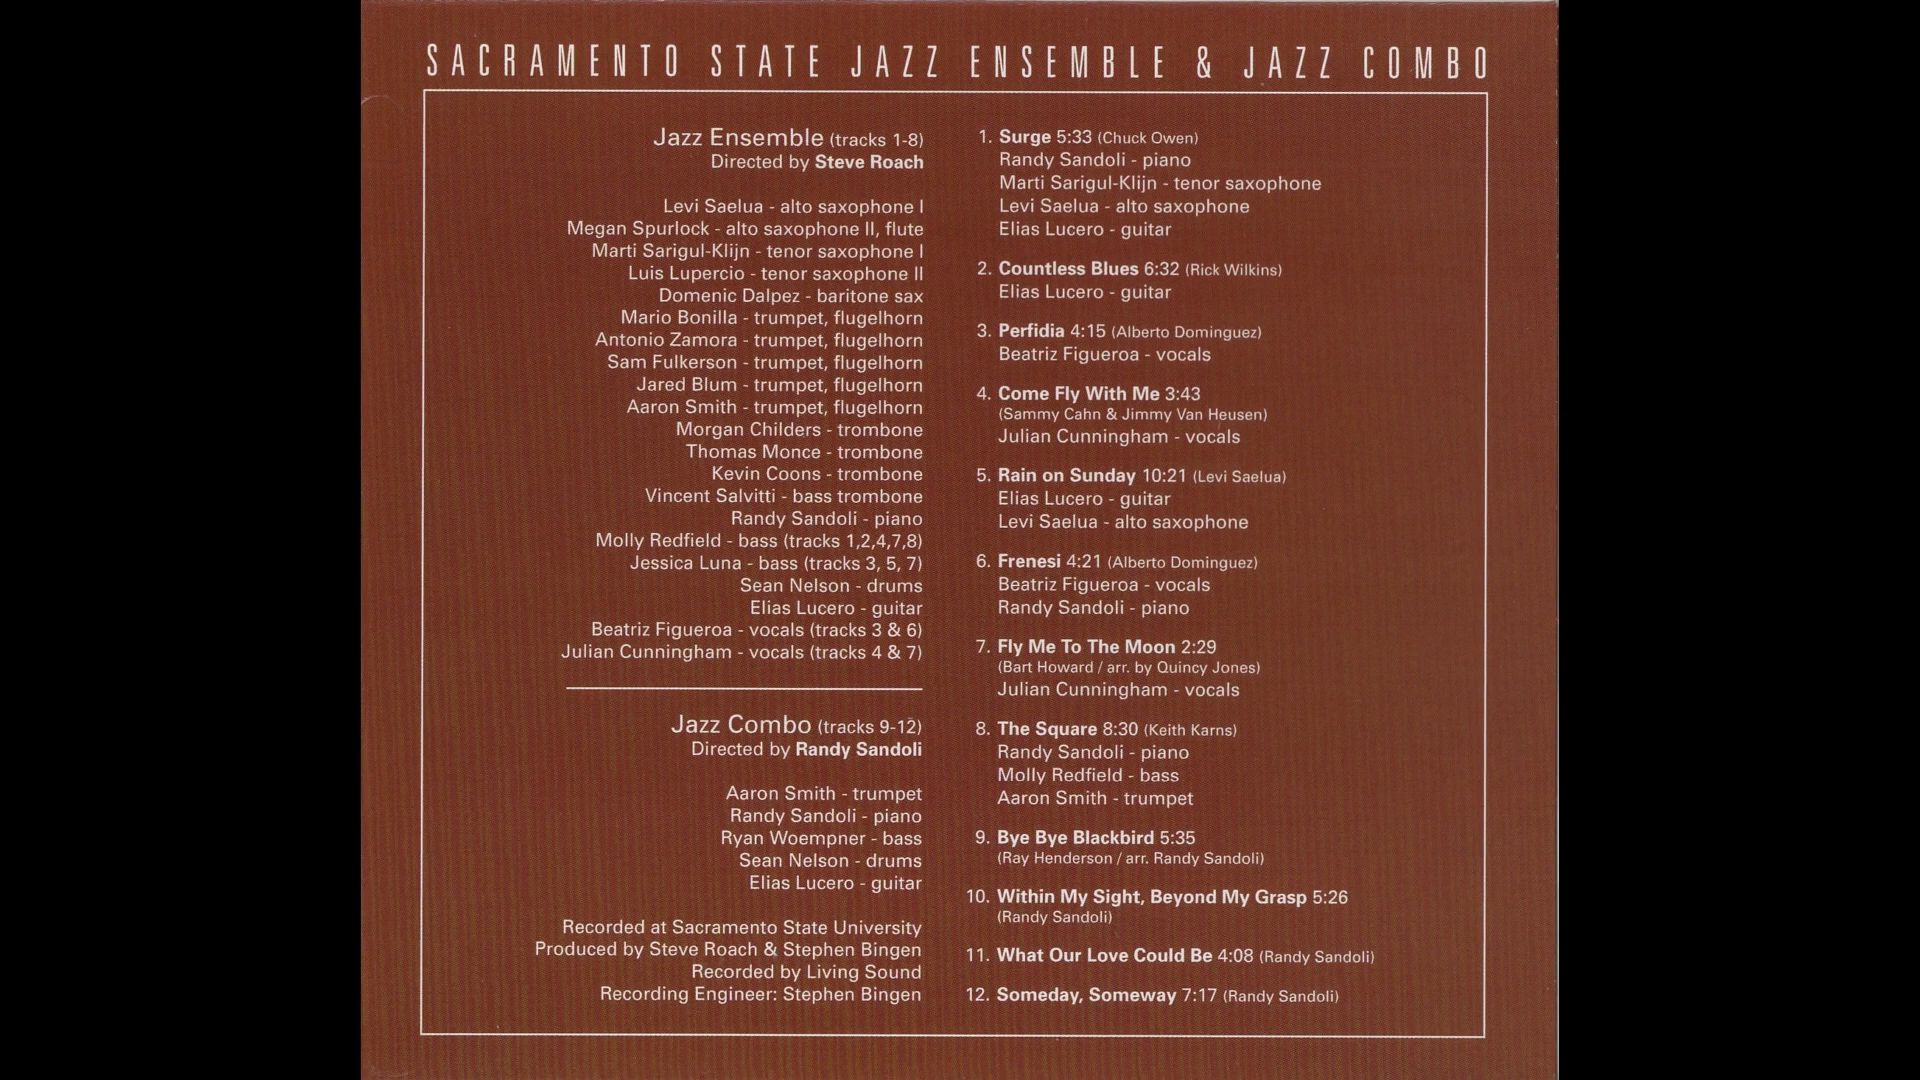 SACRAMENTO STATE JAZZ ENSEMBLE & JAZZ COMBO
Jazz Ensemble (tracks 1-8)
Directed by Steve Roach
Levi Saelua - alto saxophone I
Megan Spurlock - alto saxophone II, flute
Marti Sarigul-Klijn - tenor saxophone I
Luis Lupercio - tenor saxophone II
Domenic Dalpez - baritone sax
Mario Bonilla - trumpet, flugelhorn
Antonio Zamora - trumpet, flugelhorn
Sam Fulkerson - trumpet, flugelhorn
Jared Blum - trumpet, flugelhorn
Aaron Smith - trumpet, flugelhorn
Morgan Childers - trombone
Thomas Monce - trombone
Kevin Coons - trombone
Vincent Salvitti - bass trombone
Randy Sandoli - piano
Molly Redfield - bass (tracks 1,2,4,7,8)
Jessica Luna - bass (tracks 3, 5, 7)
Sean Nelson - drums
Elias Lucero - guitar
Beatriz Figueroa - vocals (tracks 3 & 6)
Julian Cunningham - vocals (tracks 4 & 7)
Jazz Combo (tracks 9-12)
Directed by Randy Sandoli
Aaron Smith - trumpet
Randy Sandoli - piano
Ryan Woempner - bass
Sean Nelson - drums
Elias Lucero - guitar
Recorded at Sacramento State University
Produced by Steve Roach & Stephen Bingen
Recorded by Living Sound
Recording Engineer: Stephen Bingen
1. Surge 5:33 (Chuck Owen)
Randy Sandoli - piano
Marti Sarigul-Klijn - tenor saxophone
Levi Saelua - alto saxophone
Elias Lucero - guitar
2. Countless Blues 6:32 (Rick Wilkins)
Elias Lucero - guitar
3. Perfidia 4:15 (Alberto Dominguez)
Beatriz Figueroa - vocals
4. Come Fly With Me 3:43
(Sammy Cahn & Jimmy Van Heusen)
Julian Cunningham - vocals
5. Rain on Sunday 10:21 (Levi Saelua)
Elias Lucero - guitar
Levi Saelua - alto saxophone
6. Frenesi 4:21 (Alberto Dominguez)
Beatriz Figueroa - vocals
Randy Sandoli - piano
7. Fly Me To The Moon 2:29
(Bart Howard / arr. by Quincy Jones)
Julian Cunningham - vocals
8. The Square 8:30 (Keith Karns)
Randy Sandoli - piano
Molly Redfield - bass
Aaron Smith - trumpet
9. Bye Bye Blackbird 5:35
(Ray Henderson / arr. Randy Sandoli)
10. Within My Sight, Beyond My Grasp 5:26
(Randy Sandoli)
11. What Our Love Could Be 4:08 (Randy Sandoli)
12. Someday, Someway 7:17 (Randy Sandoli)